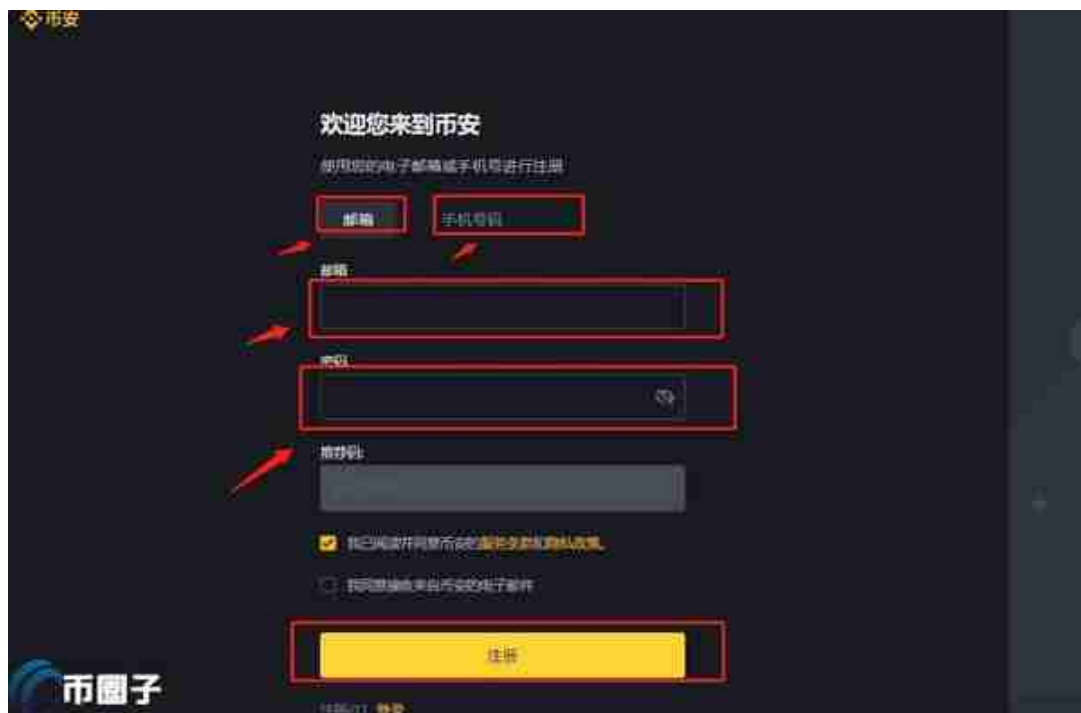 币安
欢迎您来到币安
使用您的电子邮箱或手机号进行注册
邮箱 手机号码
邮箱
密码
推荐码
我已阅读并同意币安的服务条款和隐私政策。
我同意接收来自币安的电子邮件
注册
登录
币圈子